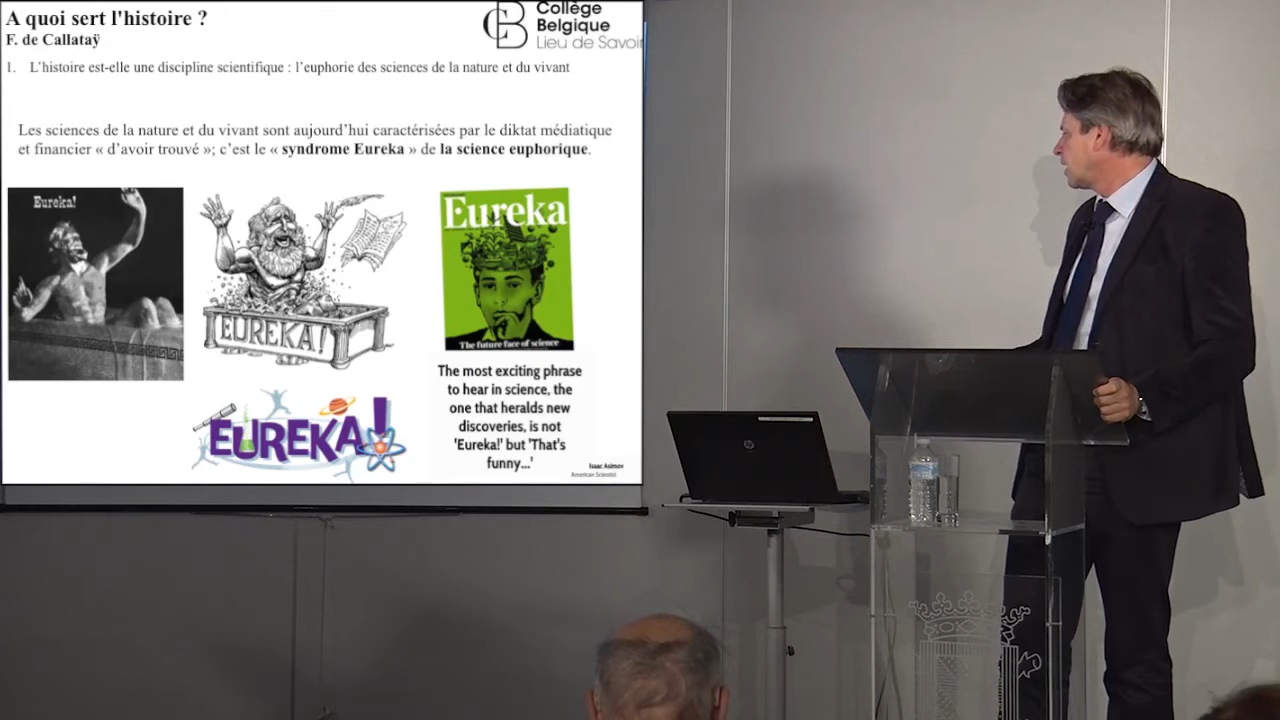 A quoi sert l'histoire ?
F. de Callataÿ
Collège
Belgique
Lieu de Savoir
1. L'histoire est-elle une discipline scientifique : l'euphorie des sciences de la nature et du vivant
Les sciences de la nature et du vivant sont aujourd'hui caractérisées par le diktat médiatique
et financier « d'avoir trouvé »; c'est le « syndrome Eureka » de la science euphorique.
Eureka!
EUREKA!
Eureka
The future face of science
EUREKA!
The most exciting phrase
to hear in science, the
one that heralds new
discoveries, is not
'Eureka!' but 'That's
funny...'
Isaac Asimov
American Scientist
hp